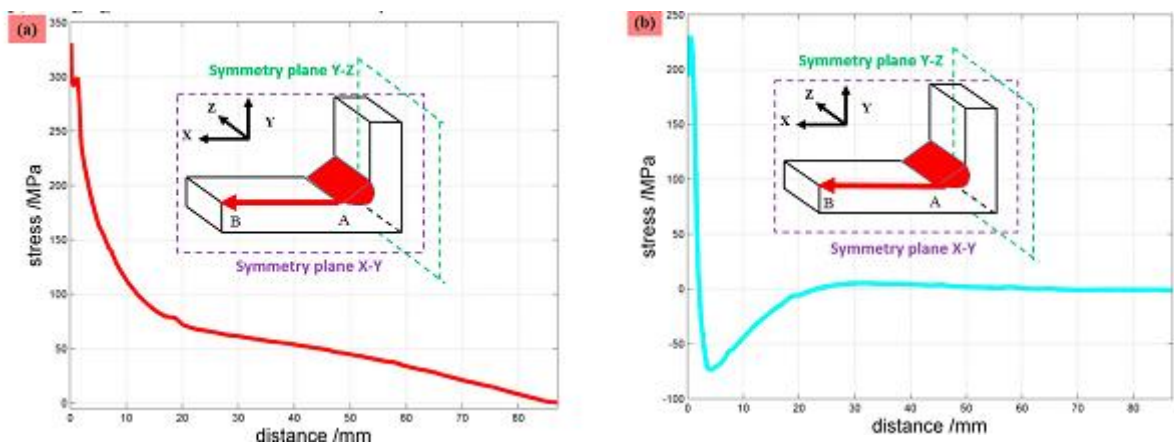 (a)
350
300
250
200
150
100
50
0
0 10 20 30 40 50 60 70 80
stress /MPa
distance /mm
Symmetry plane Y-Z
Z
Y
X
B
A
Symmetry plane X-Y
(b)
250
200
150
100
50
0
-50
-100
0 10 20 30 40 50 60 70 80
stress /MPa
distance /mm
Symmetry plane Y-Z
Z
Y
X
B
A
Symmetry plane X-Y